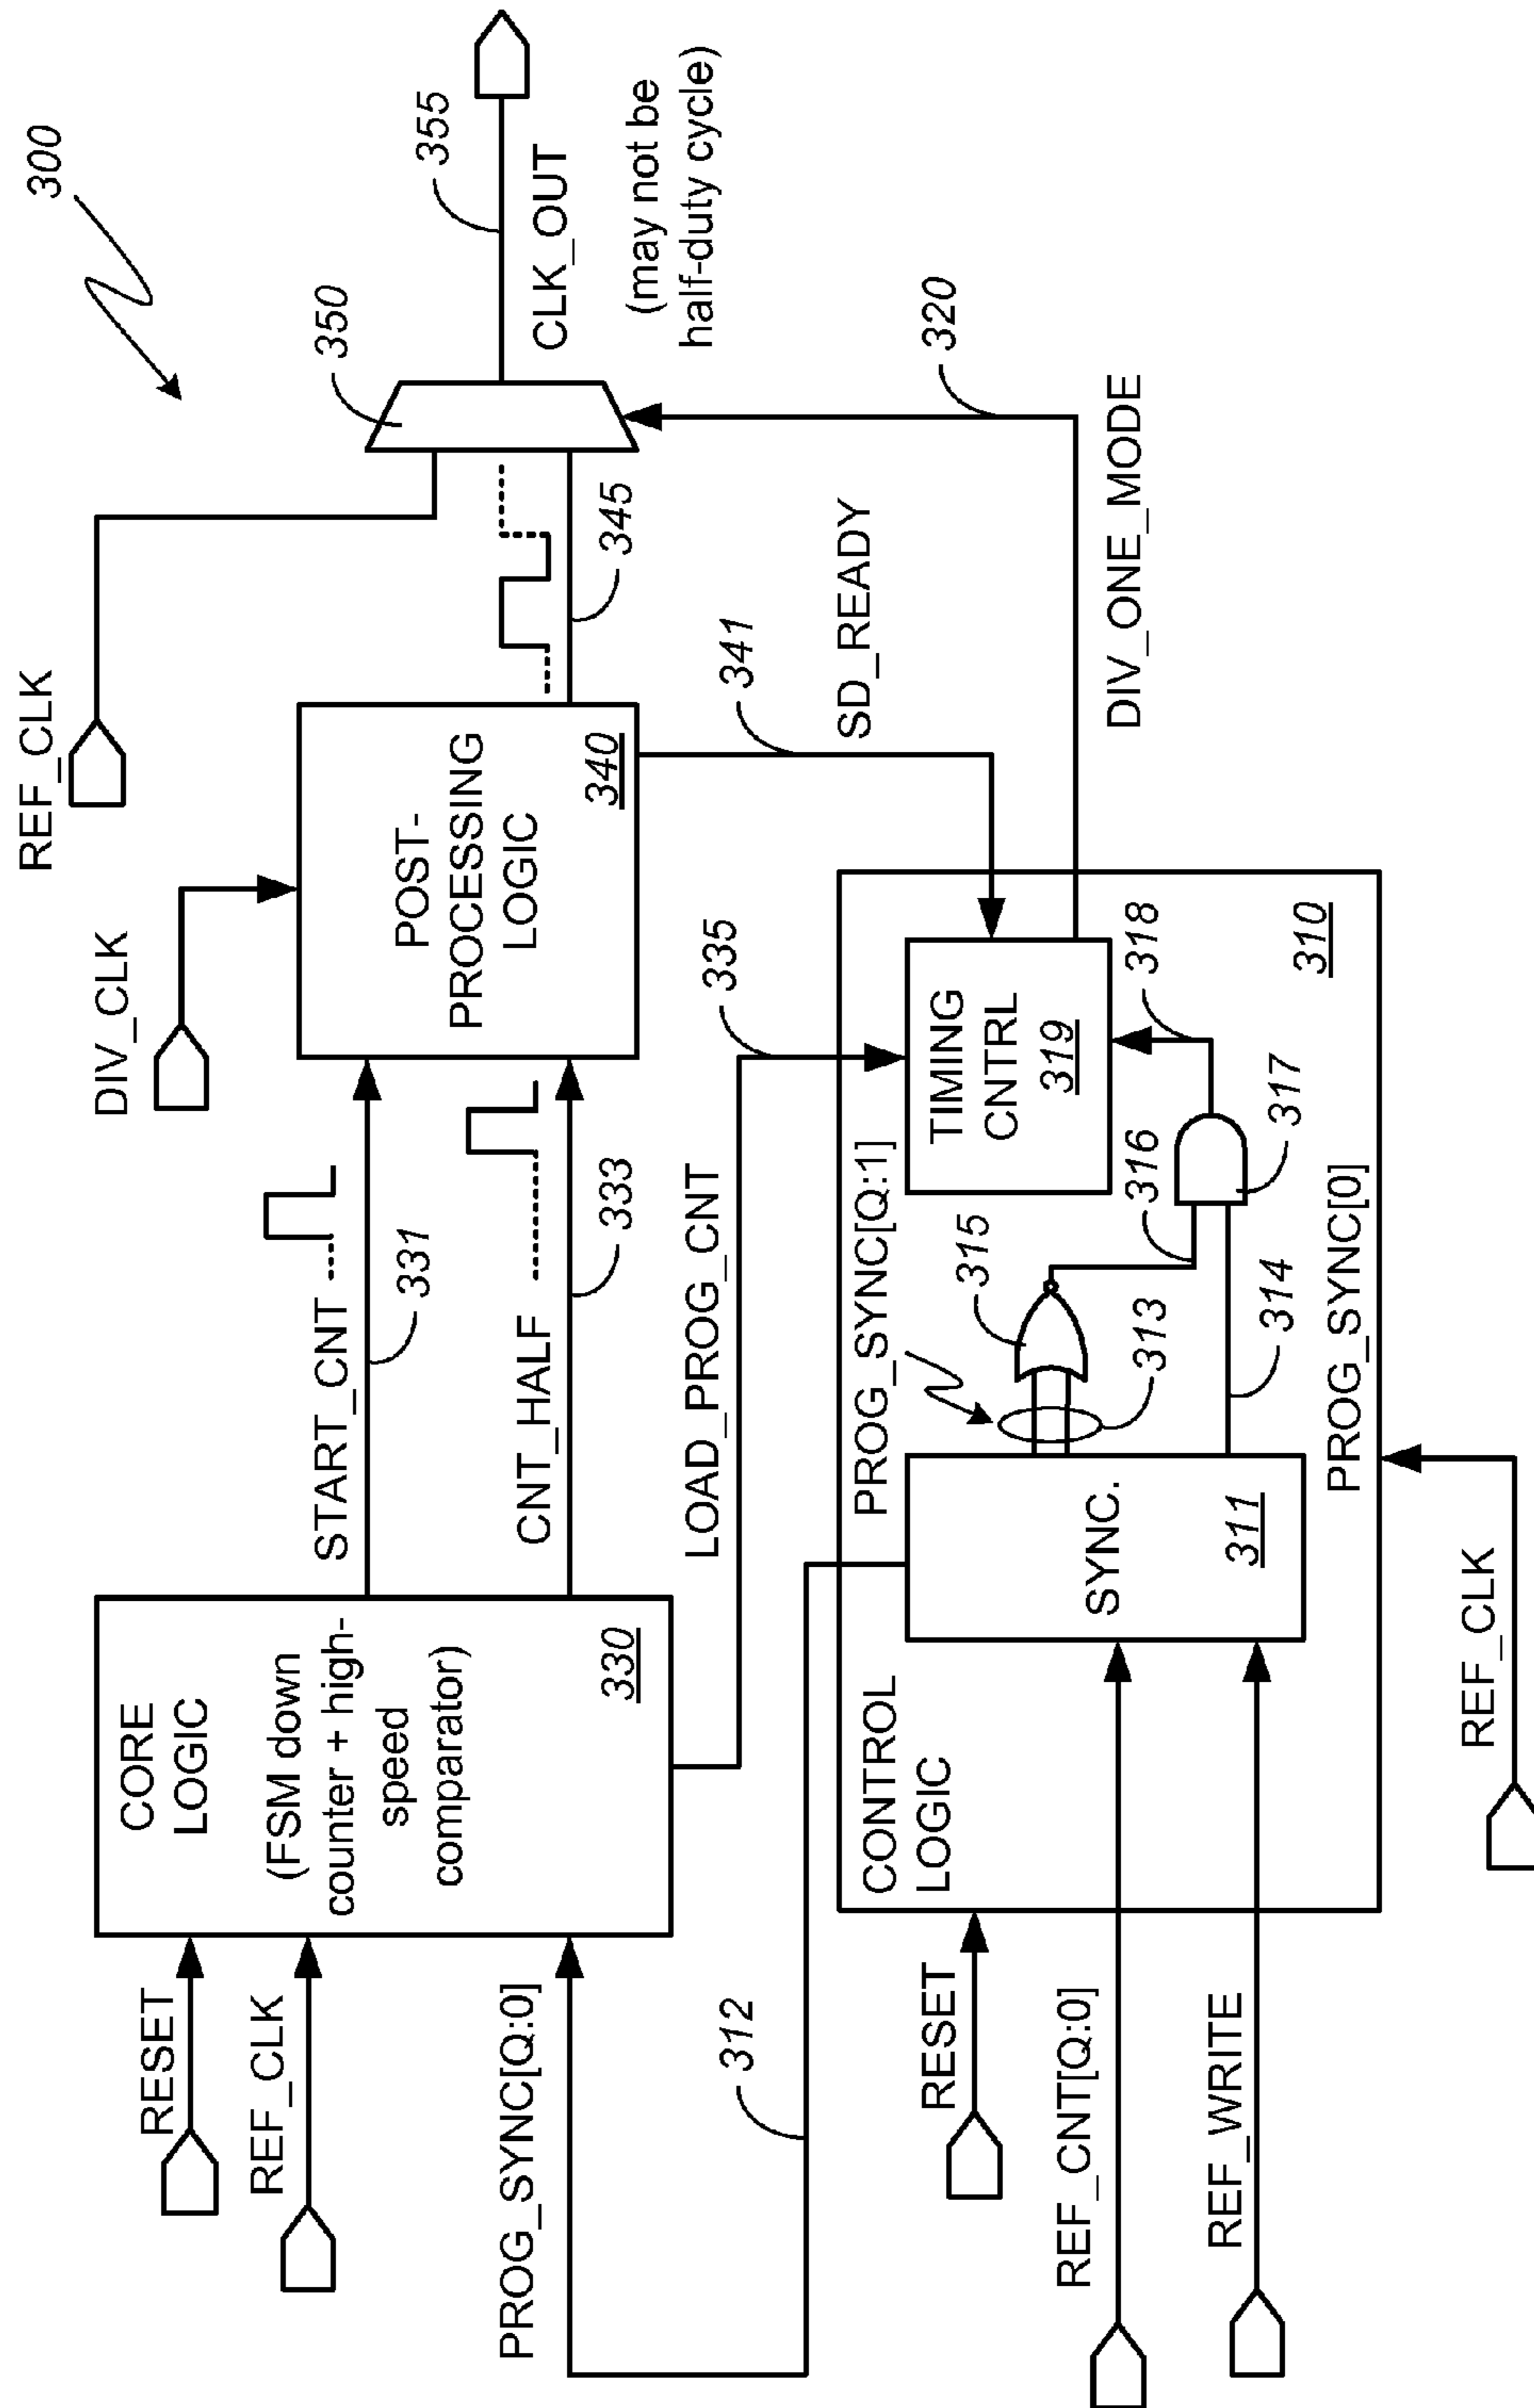 300
REF_CLK
DIV_CLK
350
355
CLK_OUT
(may not be
half-duty cycle)
CORE
LOGIC
(FSM down
counter + high-
speed
comparator)
330
RESET
REF_CLK
PROG_SYNC[Q:0]
START_CNT
331
CNT_HALF
333
POST-
PROCESSING
LOGIC
340
345
LOAD_PROG_CNT
335
341
SD_READY
320
DIV_ONE_MODE
312
CONTROL
LOGIC
310
RESET
REF_CNT[Q:0]
REF_WRITE
SYNC.
311
PROG_SYNC[Q:1]
313
315
316
314
317
318
TIMING
CNTRL
319
PROG_SYNC[0]
REF_CLK